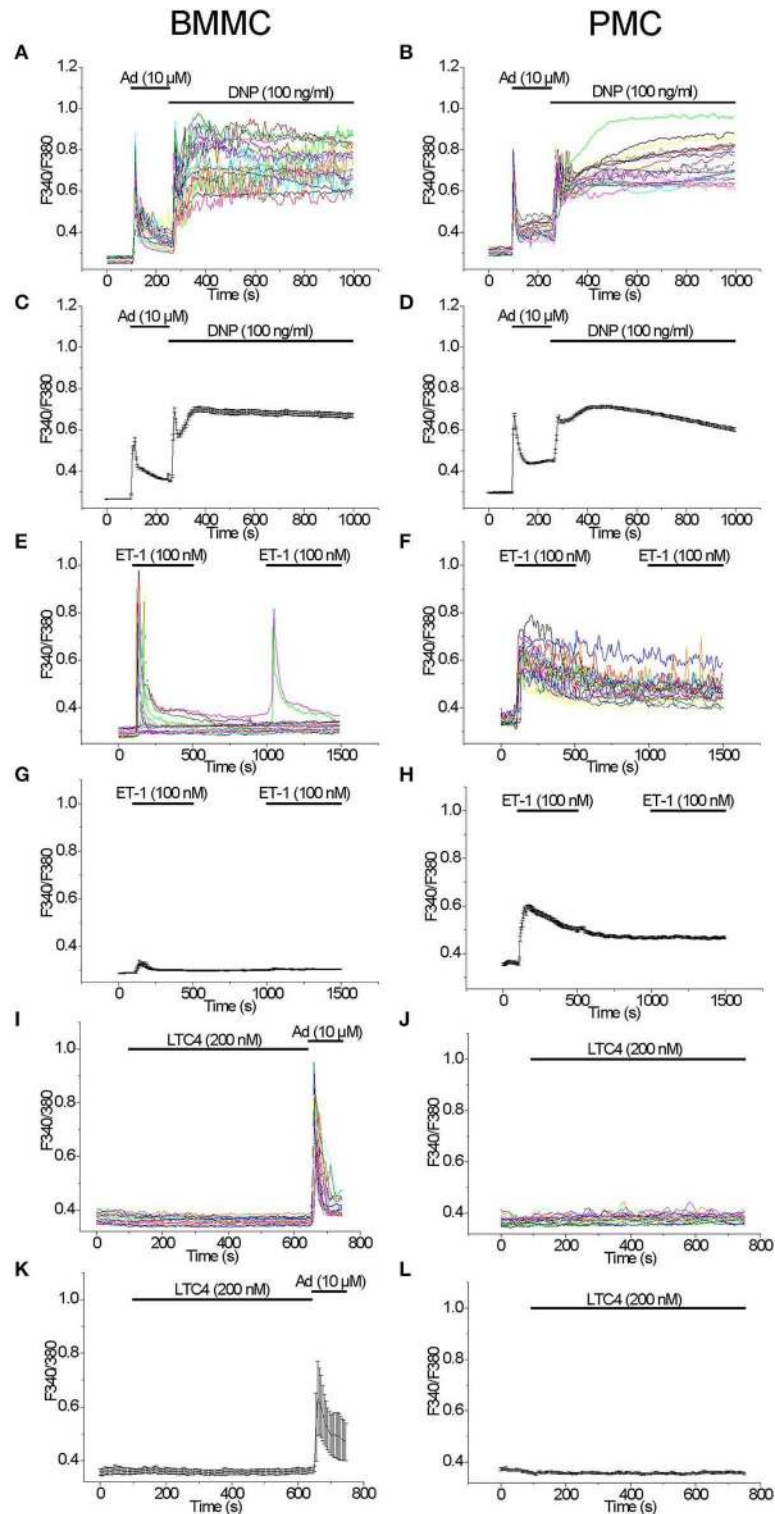 BMMC
PMC
A
Ad (10 µM)
DNP (100 ng/ml)
F340/F380
1.2
1.0
0.8
0.6
0.4
0 200 400 600 800 1000
Time (s)
B
Ad (10 µM)
DNP (100 ng/ml)
F340/F380
1.2
1.0
0.8
0.6
0.4
0 200 400 600 800 1000
Time (s)
C
Ad (10 µM)
DNP (100 ng/ml)
F340/F380
1.2
1.0
0.8
0.6
0.4
0 200 400 600 800 1000
Time (s)
D
Ad (10 µM)
DNP (100 ng/ml)
F340/F380
1.2
1.0
0.8
0.6
0.4
0 200 400 600 800 1000
Time (s)
E
ET-1 (100 nM) ET-1 (100 nM)
F340/F380
1.0
0.8
0.6
0.4
0 500 1000 1500
Time (s)
F
ET-1 (100 nM) ET-1 (100 nM)
F340/F380
1.0
0.8
0.6
0.4
0 500 1000 1500
Time (s)
G
ET-1 (100 nM) ET-1 (100 nM)
F340/F380
1.0
0.8
0.6
0.4
0 500 1000 1500
Time (s)
H
ET-1 (100 nM) ET-1 (100 nM)
F340/F380
1.0
0.8
0.6
0.4
0 500 1000 1500
Time (s)
I
LTC4 (200 nM)
Ad (10 µM)
F340/380
1.0
0.8
0.6
0.4
0 200 400 600 800
Time (s)
J
LTC4 (200 nM)
F340/F380
1.0
0.8
0.6
0.4
0 200 400 600 800
Time (s)
K
LTC4 (200 nM)
Ad (10 µM)
F340/380
1.0
0.8
0.6
0.4
0 200 400 600 800
Time (s)
L
LTC4 (200 nM)
F340/F380
1.0
0.8
0.6
0.4
0 200 400 600 800
Time (s)